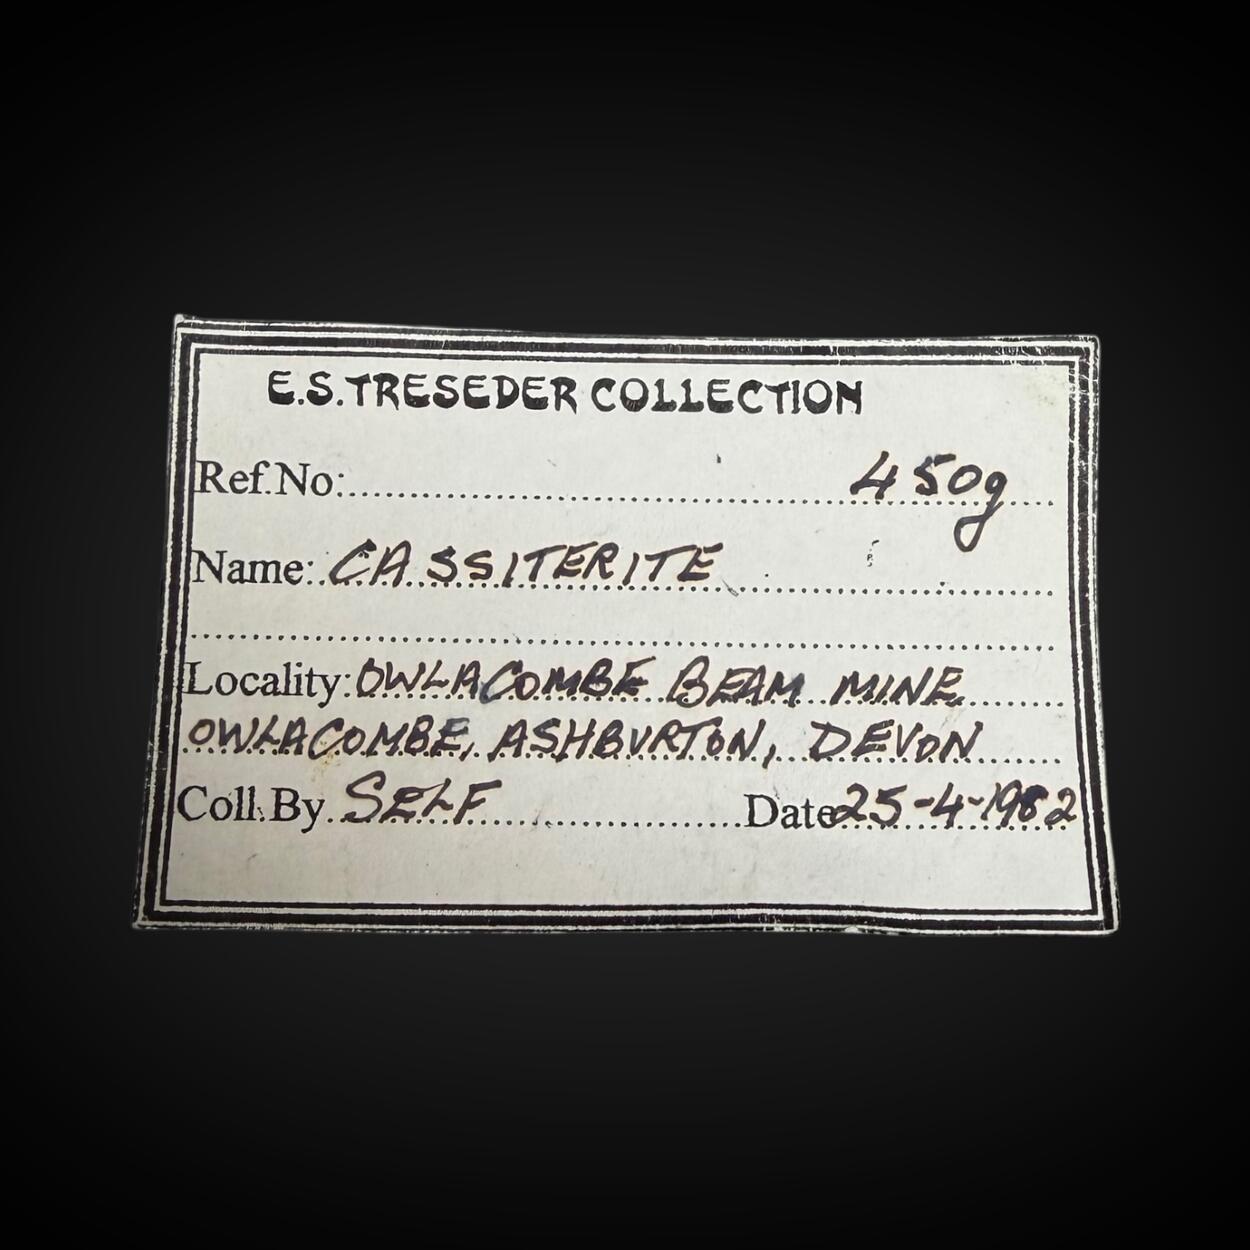 E.S. TRESEDER COLLECTION
Ref.No: 450g
Name: CASSITERITE
Locality: OWLACOMBE BEAM MINE
OWLACOMBE, ASHBURTON, DEVON
Coll.By. SELF Date 25-4-1982